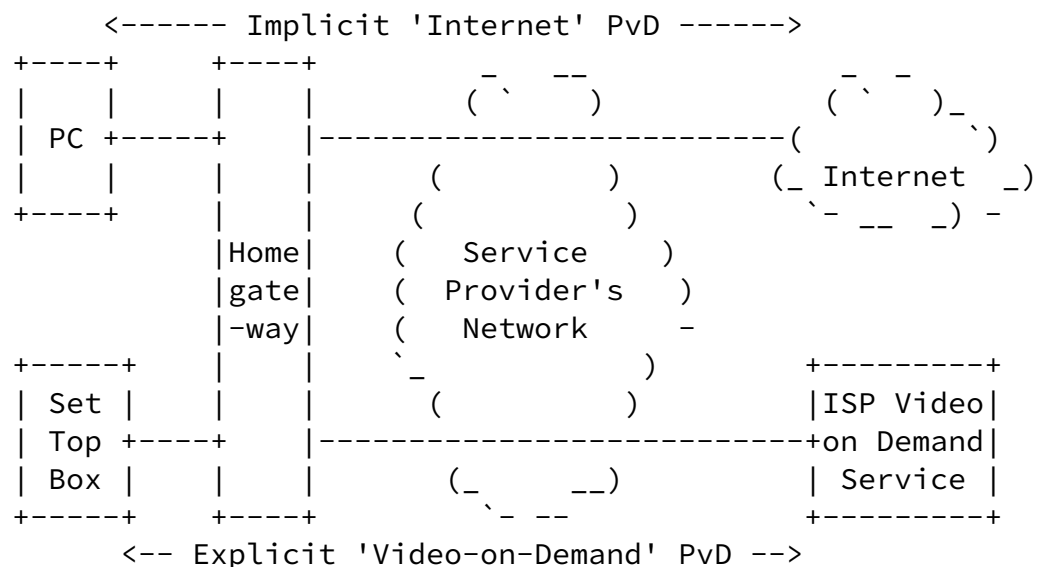 <------ Implicit 'Internet' PvD ------>
PC
Internet
Home Service
gate Provider's
-way Network
Set ISP Video
Top on Demand
Box Service
<-- Explicit 'Video-on-Demand' PvD -->